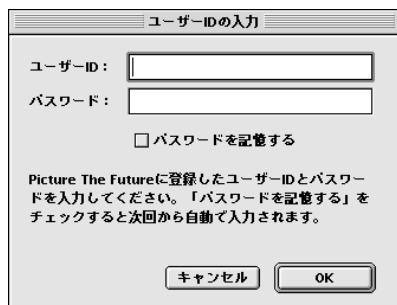 ユーザーIDの入力
ユーザーID：
パスワード：
パスワードを記憶する
Picture The Futureに登録したユーザーIDとパスワー
ドを入力してください。「パスワードを記憶する」を
チェックすると次回から自動で入力されます。
キャンセル
OK